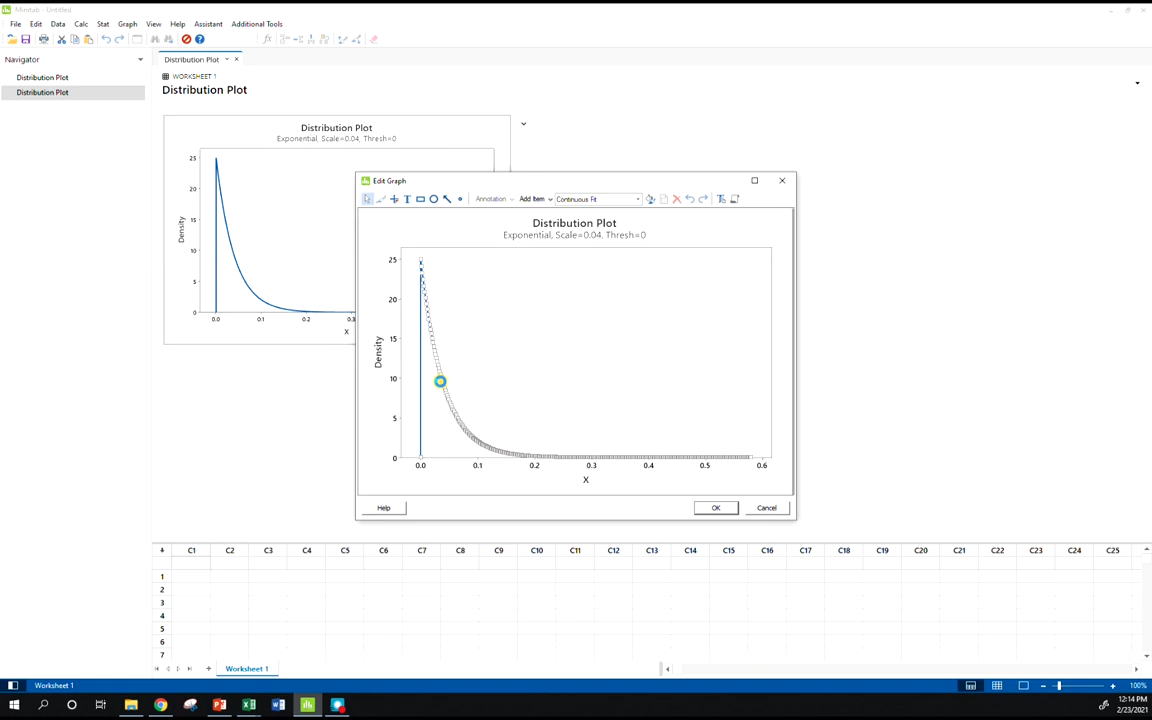 Minitab - Untitled
File Edit Data Calc Stat Graph View Help Assistant Additional Tools
Navigator
Distribution Plot
Distribution Plot
Distribution Plot
WORKSHEET 1
Distribution Plot
Distribution Plot
Exponential, Scale=0.04, Thresh=0
25
20
15
10
5
0
Density
0.0 0.1 0.2 0.3
X
Edit Graph
Annotation Add Item Continuous Fit
Distribution Plot
Exponential, Scale=0.04, Thresh=0
25
20
15
10
5
0
Density
0.0 0.1 0.2 0.3 0.4 0.5 0.6
X
Help OK Cancel
C1 C2 C3 C4 C5 C6 C7 C8 C9 C10 C11 C12 C13 C14 C15 C16 C17 C18 C19 C20 C21 C22 C23 C24 C25
1
2
3
4
5
6
7
Worksheet 1
Worksheet 1 100%
12:14 PM
2/23/2021